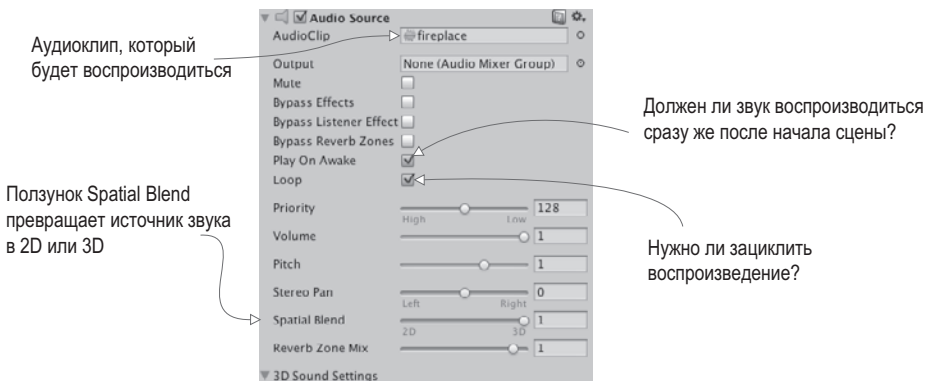 Audio Source
AudioClip
fireplace
Аудиоклип, который
будет воспроизводиться
Output
None (Audio Mixer Group)
Mute
Bypass Effects
Bypass Listener Effect
Bypass Reverb Zones
Play On Awake
Loop
Должен ли звук воспроизводиться
сразу же после начала сцены?
Ползунок Spatial Blend
превращает источник звука
в 2D или 3D
Priority
128
High
Low
Volume
1
Нужно ли зациклить
воспроизведение?
Pitch
1
Stereo Pan
0
Left
Right
Spatial Blend
1
2D
3D
Reverb Zone Mix
1
3D Sound Settings